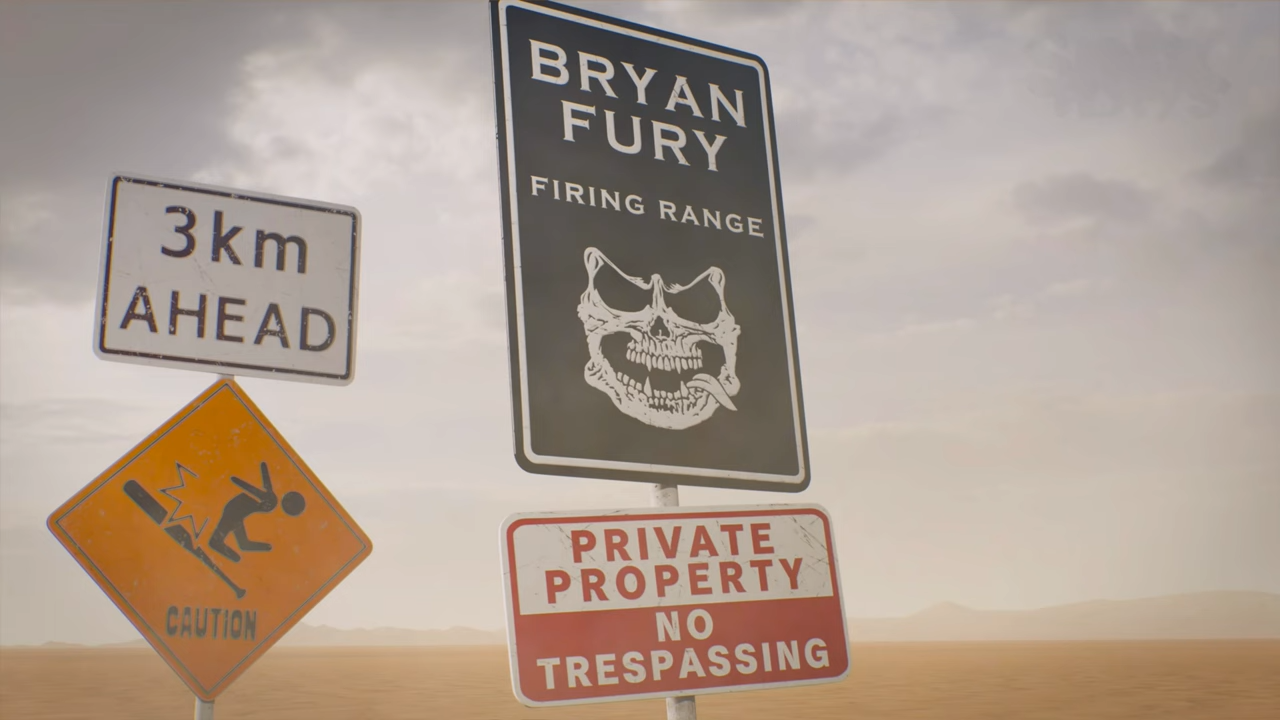 3km
AHEAD
CAUTION
BRYAN
FURY
FIRING RANGE
PRIVATE
PROPERTY
NO
TRESPASSING